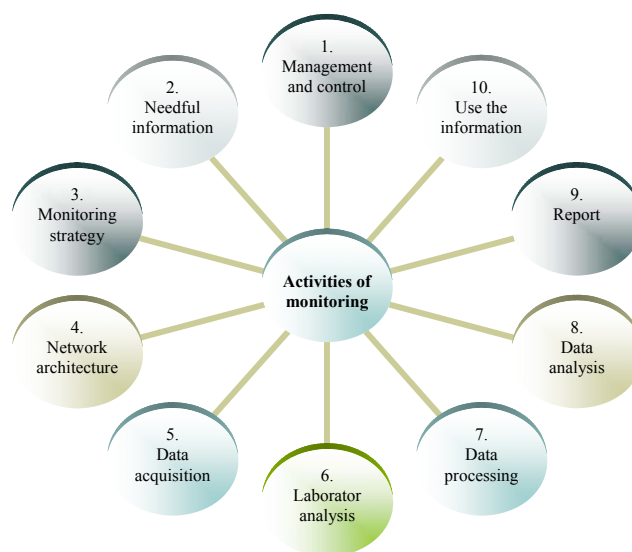 1.
Management
and control
2.
Needful
information
10.
Use the
information
3.
Monitoring
strategy
9.
Report
Activities of
monitoring
4.
Network
architecture
8.
Data
analysis
5.
Data
acquisition
7.
Data
processing
6.
Laborator
analysis